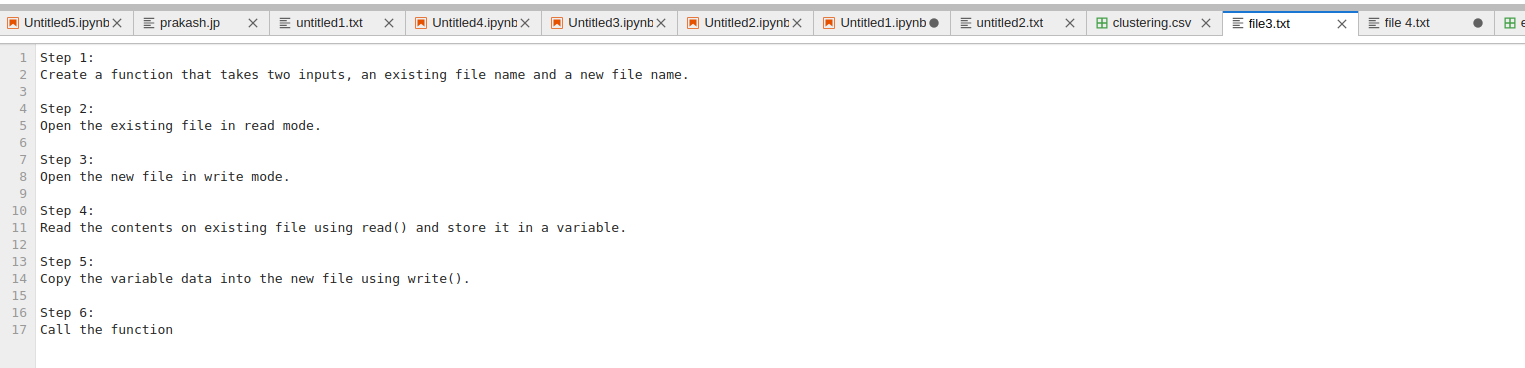 Untitled5.ipynb prakash.jp untitled1.txt Untitled4.ipynb Untitled3.ipynb Untitled2.ipynb Untitled1.ipynb untitled2.txt clustering.csv file3.txt file 4.txt
1 Step 1:
2 Create a function that takes two inputs, an existing file name and a new file name.
3
4 Step 2:
5 Open the existing file in read mode.
6
7 Step 3:
8 Open the new file in write mode.
9
10 Step 4:
11 Read the contents on existing file using read() and store it in a variable.
12
13 Step 5:
14 Copy the variable data into the new file using write().
15
16 Step 6:
17 Call the function